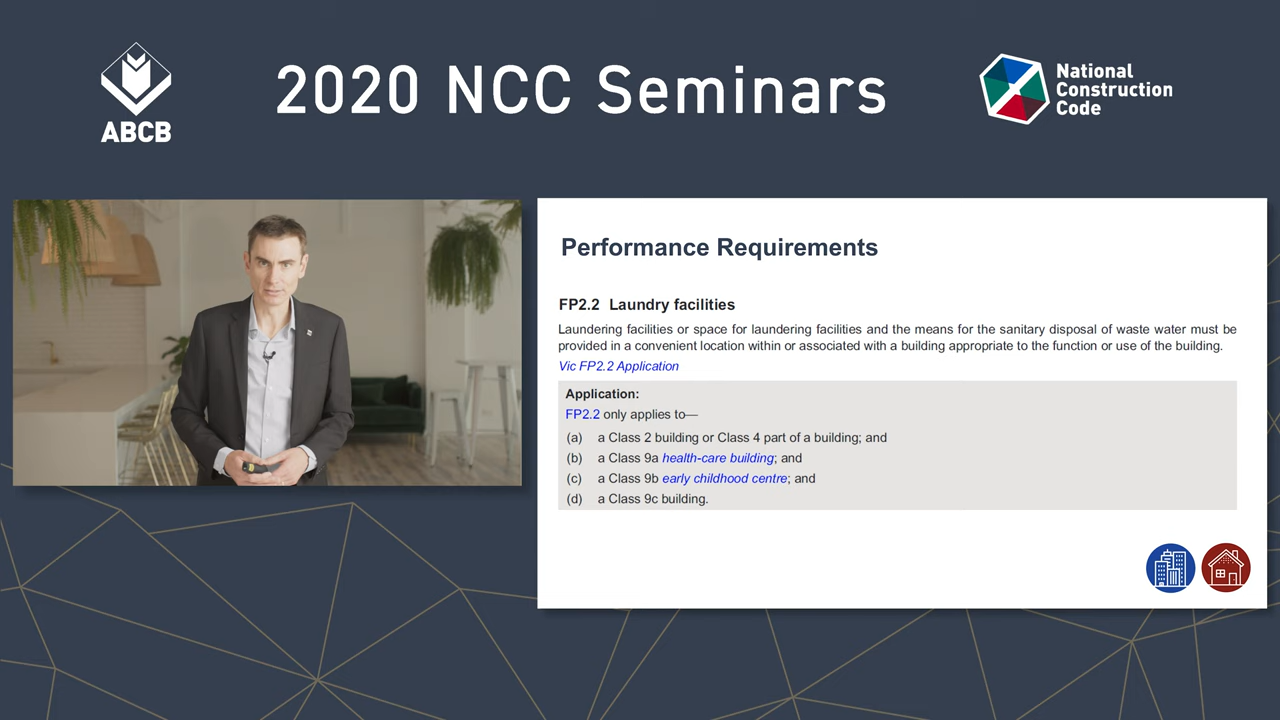 ABCB
2020 NCC Seminars
National
Construction
Code
Performance Requirements
FP2.2 Laundry facilities
Laundering facilities or space for laundering facilities and the means for the sanitary disposal of waste water must be
provided in a convenient location within or associated with a building appropriate to the function or use of the building.
Vic FP2.2 Application
Application:
FP2.2 only applies to—
(a) a Class 2 building or Class 4 part of a building; and
(b) a Class 9a health-care building; and
(c) a Class 9b early childhood centre; and
(d) a Class 9c building.